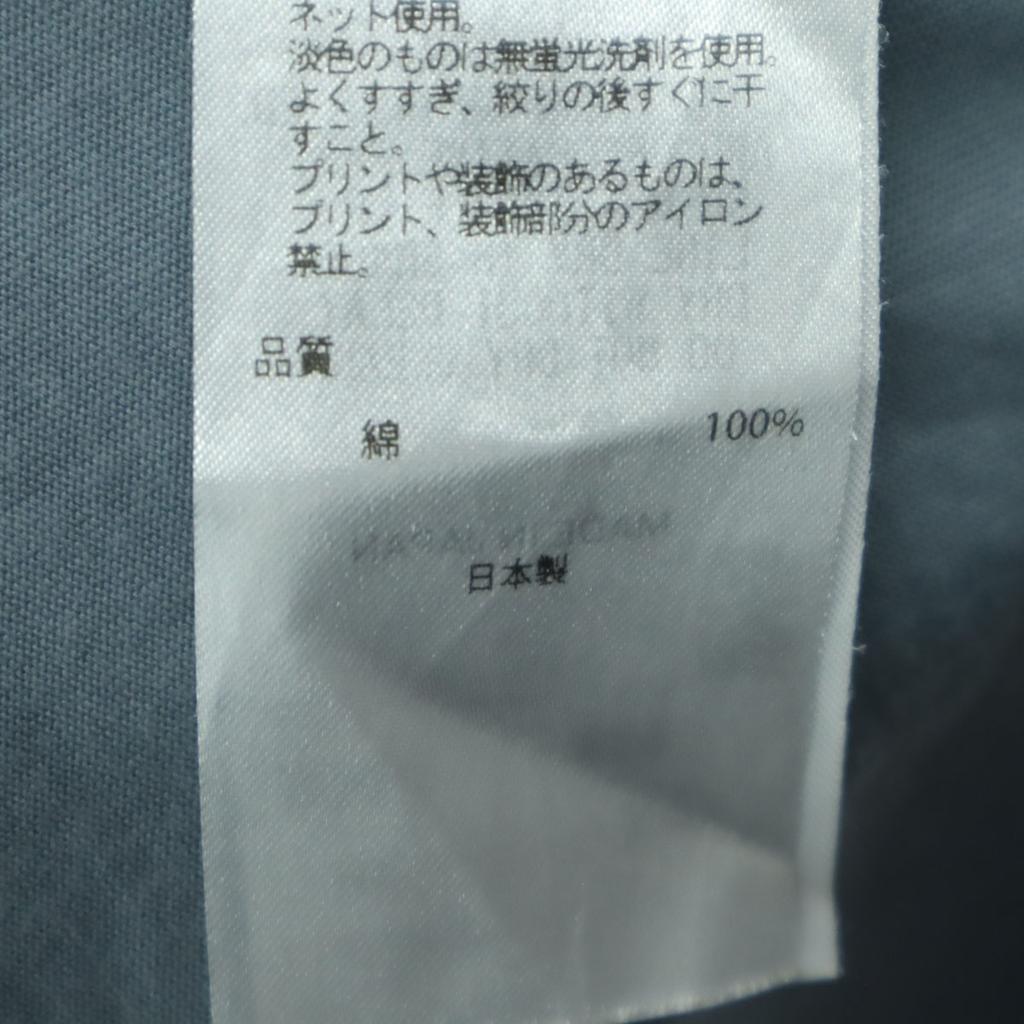 ネット使用。
淡色のものは無蛍光洗剤を使用。
よくすすぎ、絞りの後すぐに干
すこと。
プリントや装飾のあるものは、
プリント、装飾部分のアイロン
禁止。
品質
綿 100%
MADE IN JAPAN
日本製